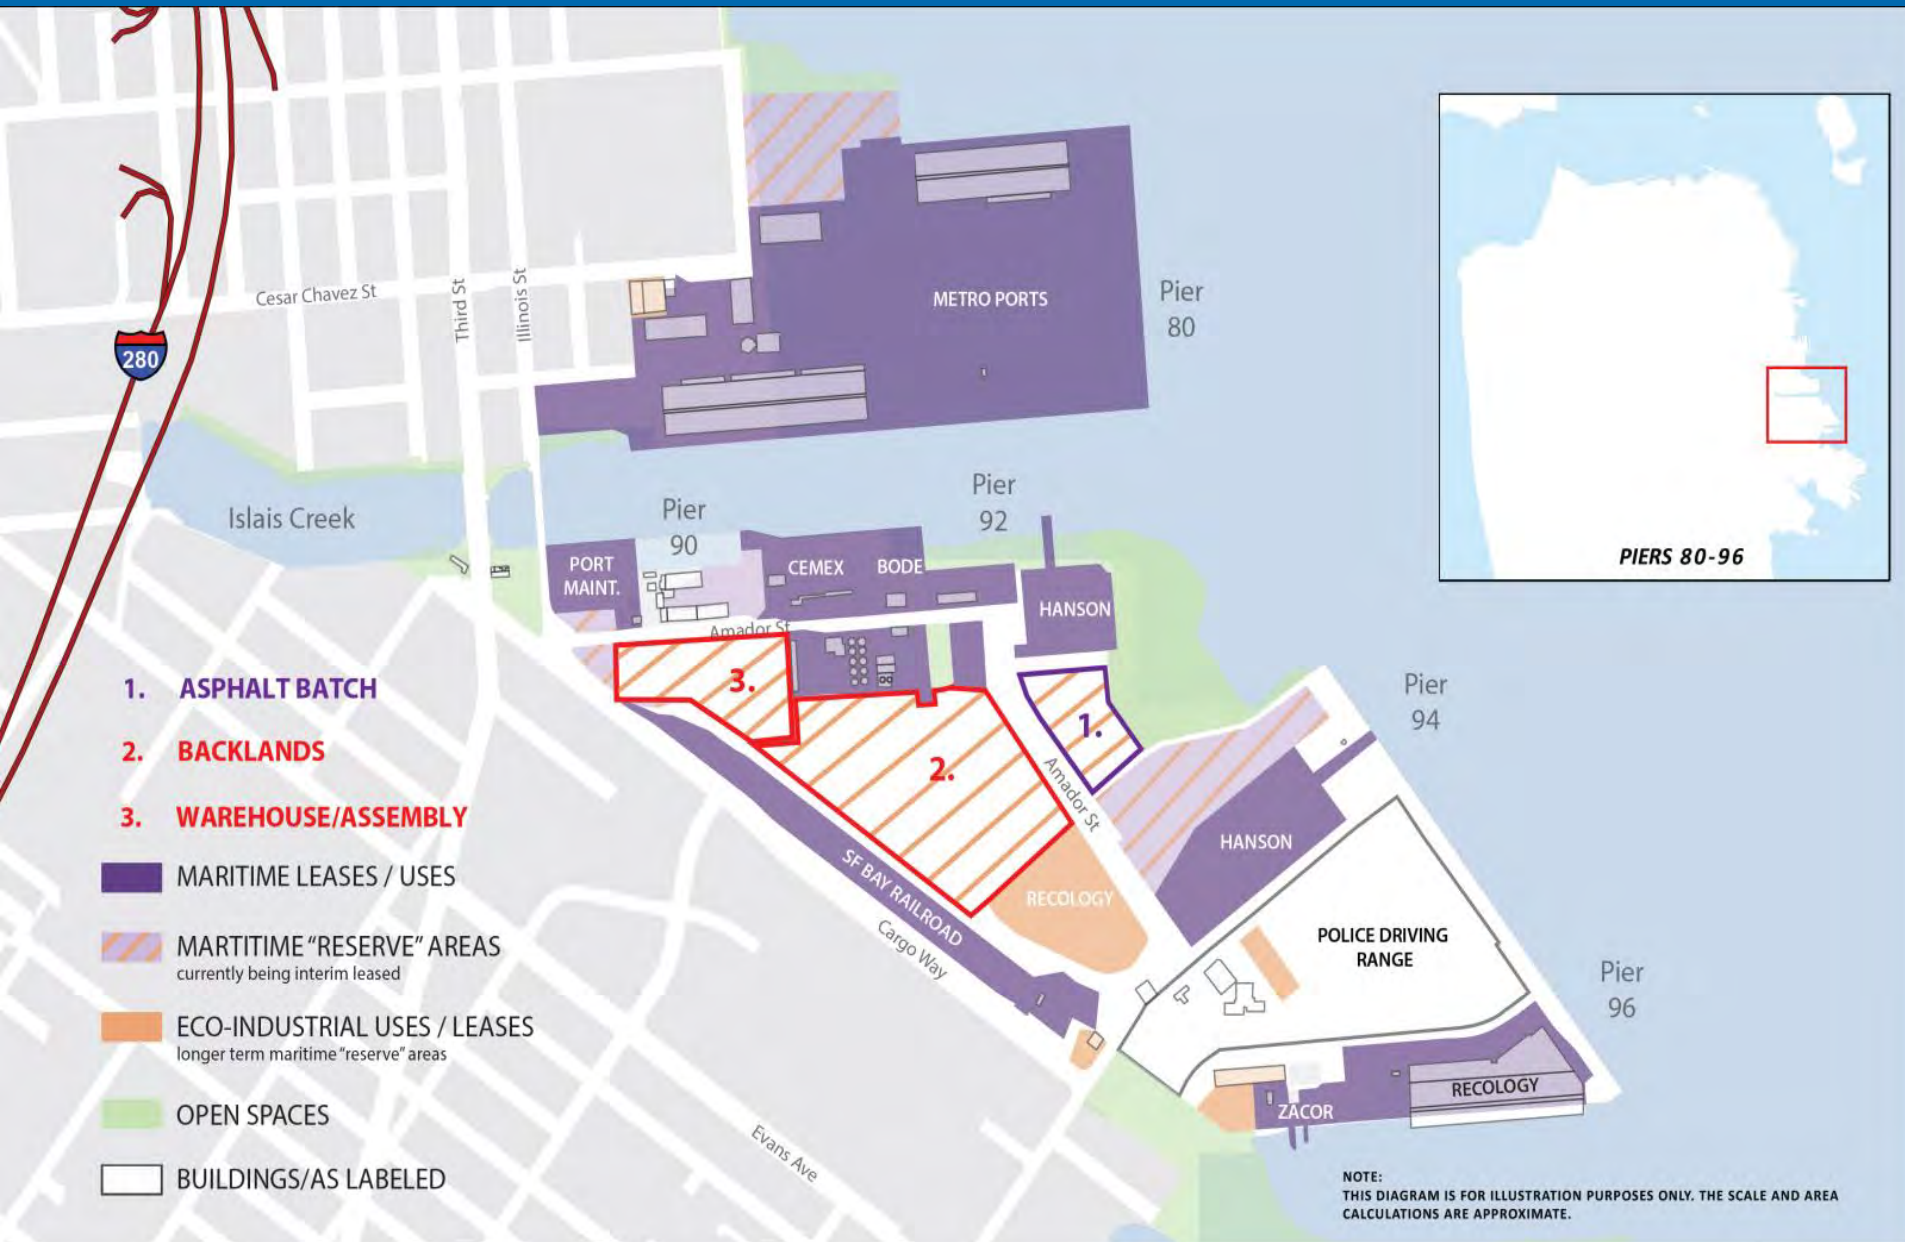 Cesar Chavez St
Third St
Illinois St
280
METRO PORTS
Pier
80
Islais Creek
Pier
90
Pier
92
PORT
MAINT.
CEMEX
BODE
HANSON
Amador St
3.
2.
1.
Amador St
Pier
94
HANSON
SF BAY RAILROAD
Cargo Way
RECOLOGY
POLICE DRIVING
RANGE
Pier
96
ZACOR
RECOLOGY
Evans Ave
PIERS 80-96
1. ASPHALT BATCH
2. BACKLANDS
3. WAREHOUSE/ASSEMBLY
MARITIME LEASES / USES
MARTITIME “RESERVE” AREAS
currently being interim leased
ECO-INDUSTRIAL USES / LEASES
longer term maritime “reserve” areas
OPEN SPACES
BUILDINGS/AS LABELED
NOTE:
THIS DIAGRAM IS FOR ILLUSTRATION PURPOSES ONLY. THE SCALE AND AREA
CALCULATIONS ARE APPROXIMATE.